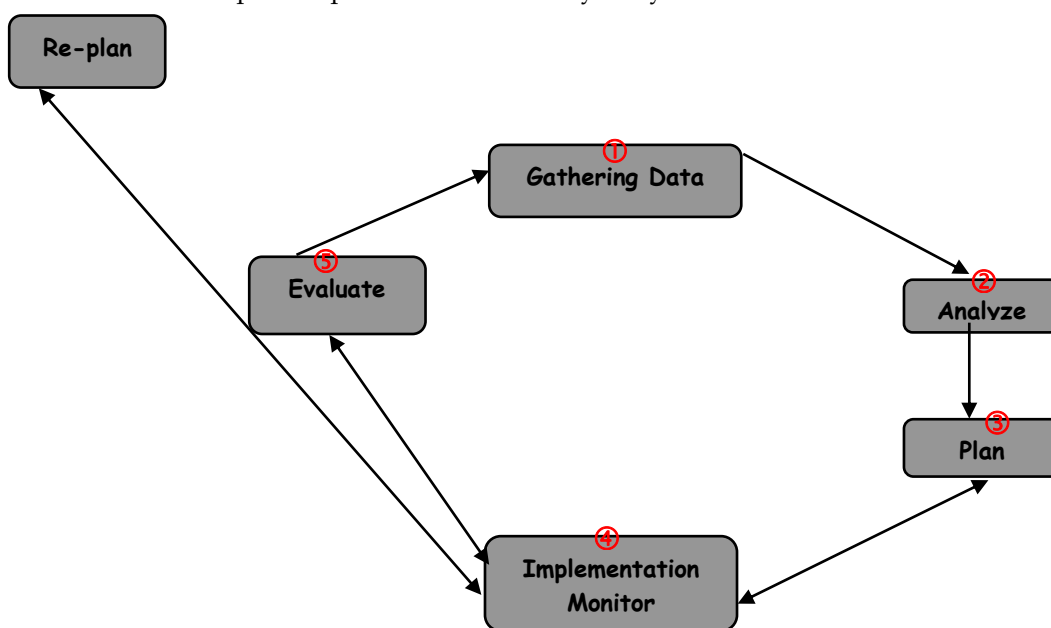 Re-plan
①
Gathering Data
⑤
Evaluate
②
Analyze
③
Plan
④
Implementation
Monitor